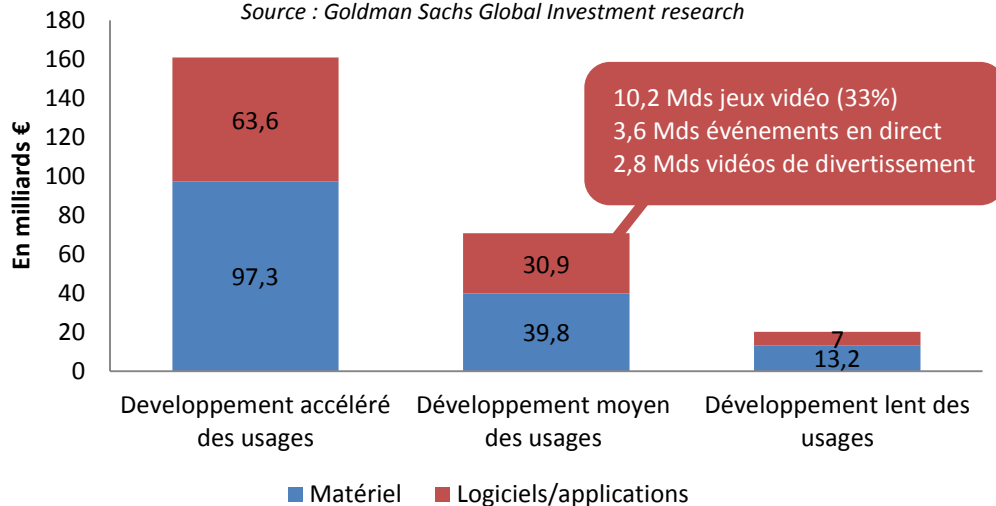 Source : Goldman Sachs Global Investment research
En milliards €
180
160
140
120
100
80
60
40
20
0
63,6
97,3
10,2 Mds jeux vidéo (33%)
3,6 Mds événements en direct
2,8 Mds vidéos de divertissement
30,9
39,8
7
13,2
Developpement accéléré
des usages
Développement moyen
des usages
Développement lent des
usages
Matériel
Logiciels/applications